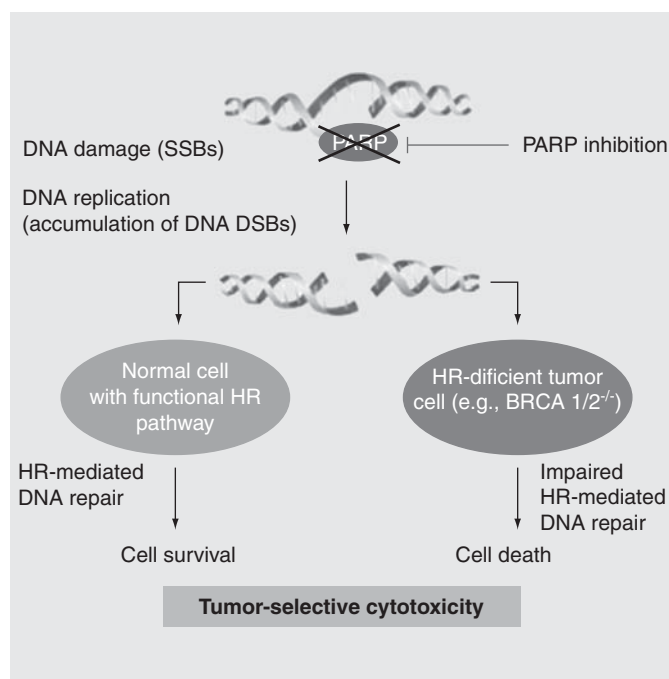 PARP
DNA damage (SSBs)
PARP inhibition
DNA replication
(accumulation of DNA DSBs)
Normal cell
with functional HR
pathway
HR-dificient tumor
cell (e.g., BRCA 1/2-/-)
HR-mediated
DNA repair
Impaired
HR-mediated
DNA repair
Cell survival
Cell death
Tumor-selective cytotoxicity